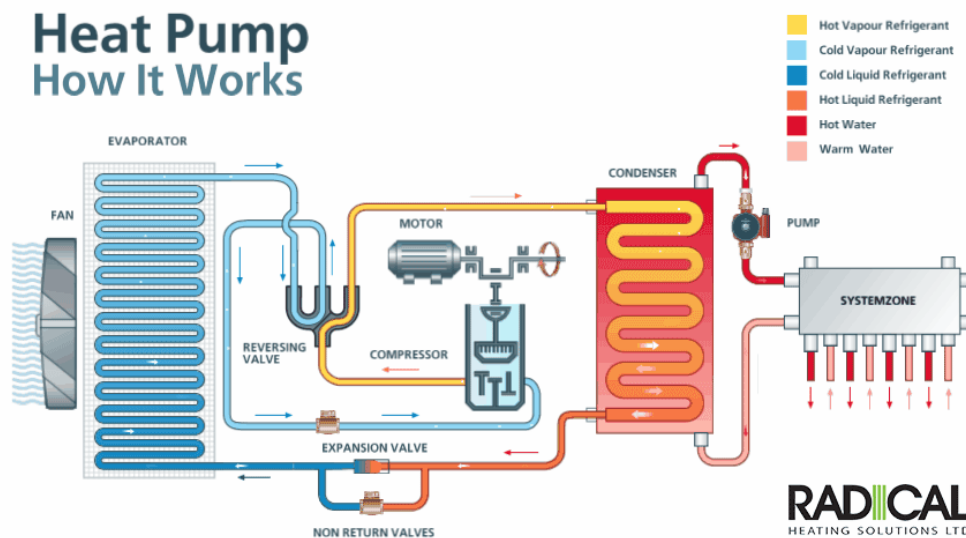 Heat Pump
How It Works
Hot Vapour Refrigerant
Cold Vapour Refrigerant
Cold Liquid Refrigerant
Hot Liquid Refrigerant
Hot Water
Warm Water
EVAPORATOR
FAN
CONDENSER
MOTOR
PUMP
SYSTEMZONE
REVERSING
VALVE
COMPRESSOR
EXPANSION VALVE
NON RETURN VALVES
RADICAL
HEATING SOLUTIONS LTD